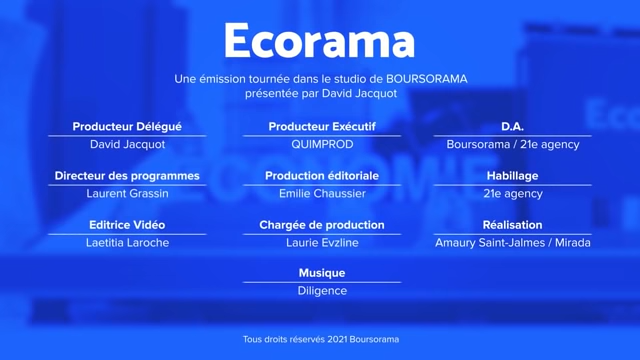 Ecorama
Une émission tournée dans le studio de BOURSORAMA
présentée par David Jacquot
Producteur Délégué
David Jacquot
Producteur Exécutif
QUIMPROD
D.A.
Boursorama / 21e agency
Directeur des programmes
Laurent Grassin
Production éditoriale
Emilie Chaussier
Habillage
21e agency
Editrice Vidéo
Laetitia Laroche
Chargée de production
Laurie Evzline
Réalisation
Amaury Saint-Jalmes / Mirada
Musique
Diligence
Tous droits réservés 2021 Boursorama